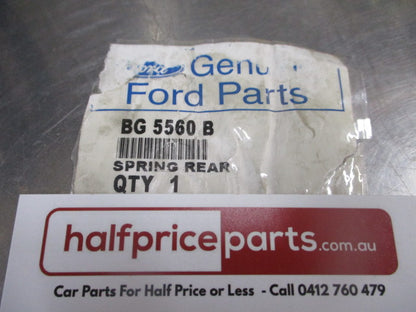 Genu
Ford Parts
BG 5560 B
SPRING REAR
QTY 1
halfpriceparts.com.au
Car Parts For Half Price or Less - Call 0412 760 479